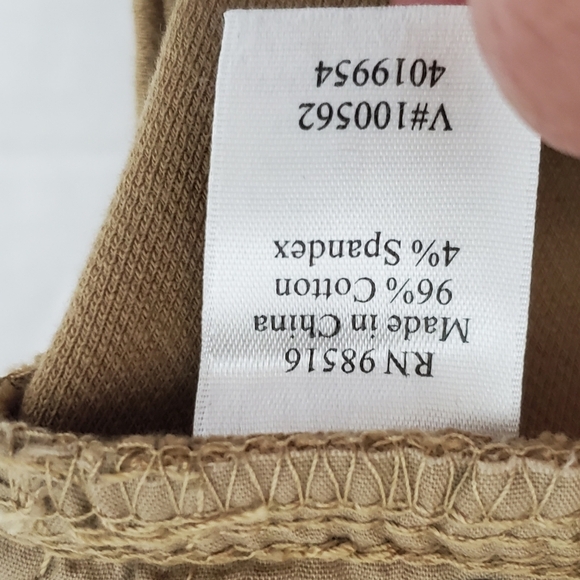 RN 98516
Made in China
96% Cotton
4% Spandex
V#100562
4019954